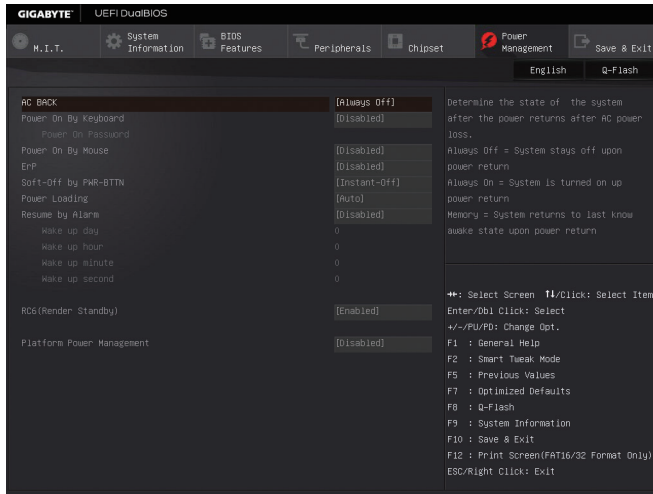 GIGABYTE™ UEFI DualBIOS
M.I.T.
System Information
BIOS Features
Peripherals
Chipset
Power Management
Save & Exit
English Q-Flash
AC BACK [Always Off]
Power On By Keyboard [Disabled]
Power On Password
Power On By Mouse [Disabled]
ErP [Disabled]
Soft-Off by PWR-BTTN [Instant-Off]
Power Loading [Auto]
Resume by Alarm [Disabled]
Wake up day 0
Wake up hour 0
Wake up minute 0
Wake up second 0
RC6(Render Standby) [Enabled]
Platform Power Management [Disabled]
Determine the state of the system
after the power returns after AC power
loss.
Always Off = System stays off upon
power return
Always On = System is turned on up
power return
Memory = System returns to last know
awake state upon power return
→←: Select Screen ↑↓/Click: Select Item
Enter/Dbl Click: Select
+/-/PU/PD: Change Opt.
F1 : General Help
F2 : Smart Tweak Mode
F5 : Previous Values
F7 : Optimized Defaults
F8 : Q-Flash
F9 : System Information
F10 : Save & Exit
F12 : Print Screen(FAT16/32 Format Only)
ESC/Right Click: Exit